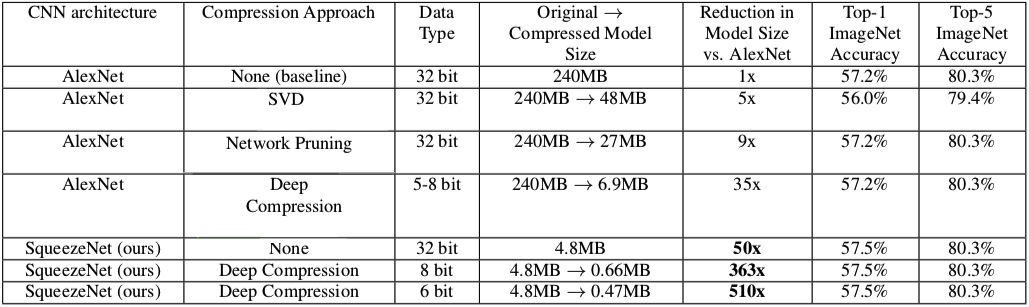 CNN architecture | Compression Approach | Data Type | Original → Compressed Model Size | Reduction in Model Size vs. AlexNet | Top-1 ImageNet Accuracy | Top-5 ImageNet Accuracy
AlexNet | None (baseline) | 32 bit | 240MB | 1x | 57.2% | 80.3%
AlexNet | SVD | 32 bit | 240MB → 48MB | 5x | 56.0% | 79.4%
AlexNet | Network Pruning | 32 bit | 240MB → 27MB | 9x | 57.2% | 80.3%
AlexNet | Deep Compression | 5-8 bit | 240MB → 6.9MB | 35x | 57.2% | 80.3%
SqueezeNet (ours) | None | 32 bit | 4.8MB | 50x | 57.5% | 80.3%
SqueezeNet (ours) | Deep Compression | 8 bit | 4.8MB → 0.66MB | 363x | 57.5% | 80.3%
SqueezeNet (ours) | Deep Compression | 6 bit | 4.8MB → 0.47MB | 510x | 57.5% | 80.3%